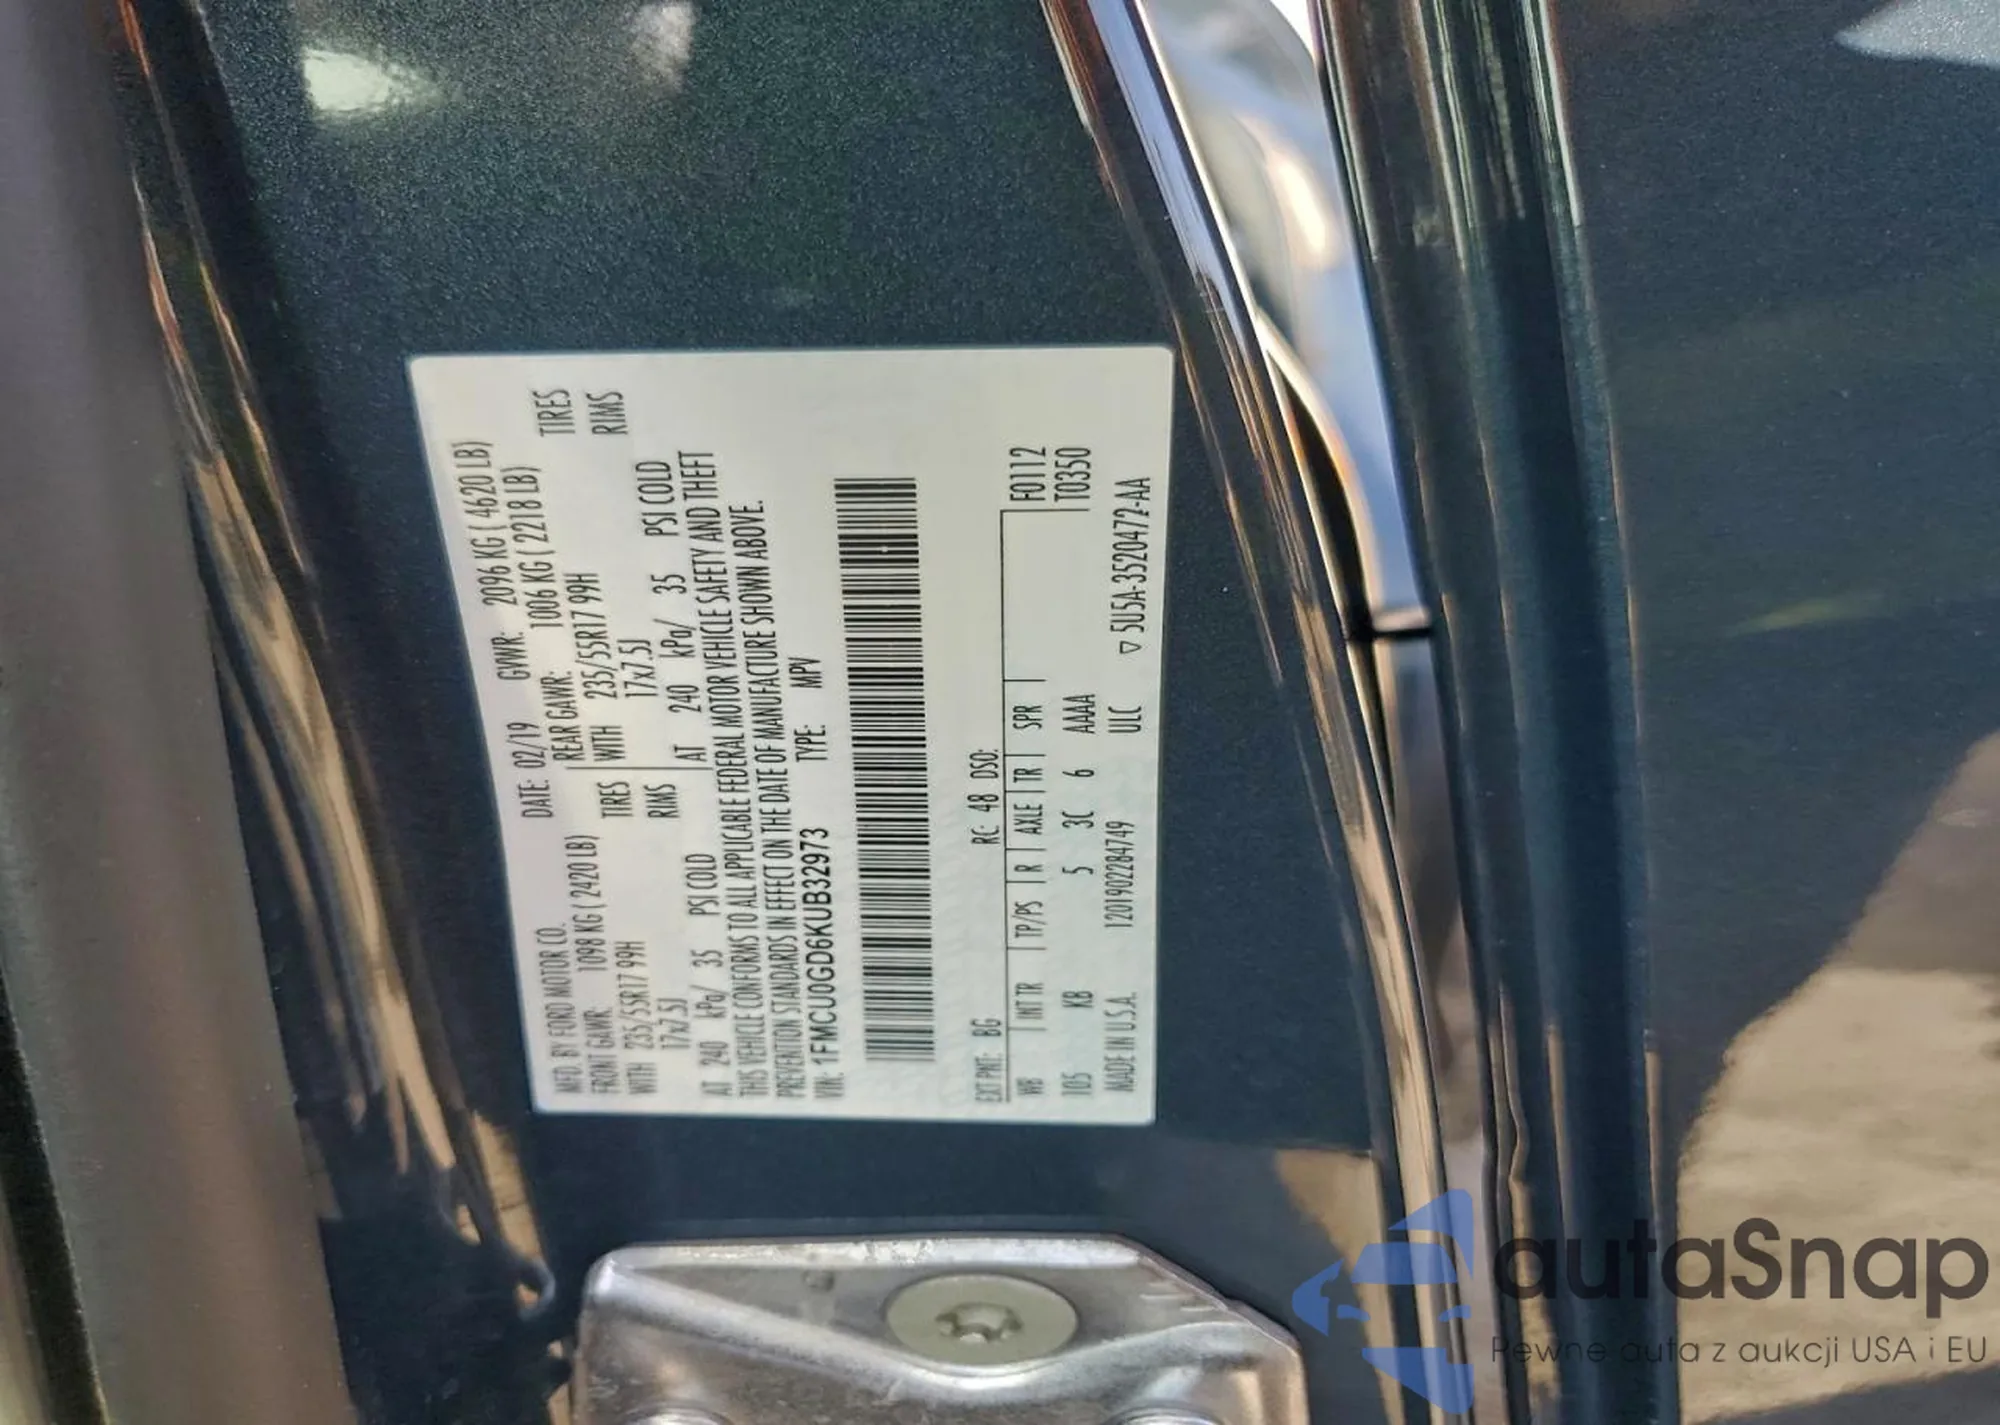 MFD. BY FORD MOTOR CO. DATE: 02/19 GVWR: 2096 KG ( 4620 LB)
FRONT GAWR: 1098 KG ( 2420 LB) REAR GAWR: 1006 KG ( 2218 LB)
WITH 235/55R17 99H TIRES WITH 235/55R17 99H TIRES
17x7.5J RIMS 17x7.5J RIMS
AT 240 kPa/ 35 PSI COLD AT 240 kPa/ 35 PSI COLD
THIS VEHICLE CONFORMS TO ALL APPLICABLE FEDERAL MOTOR VEHICLE SAFETY AND THEFT
PREVENTION STANDARDS IN EFFECT ON THE DATE OF MANUFACTURE SHOWN ABOVE.
VIN: 1FMCU0GD6KUB32973 TYPE: MPV
EXT PNT: BG RC: 48 DSO: F0112
WB INT TR TP/PS R AXLE TR SPR T0350
105 KB 5 3C 6 AAAA
MADE IN U.S.A. 12019022B4749 ULC ▽ 5U5A-3520472-AA
autaSnap
Pewne auta z aukcji USA i EU